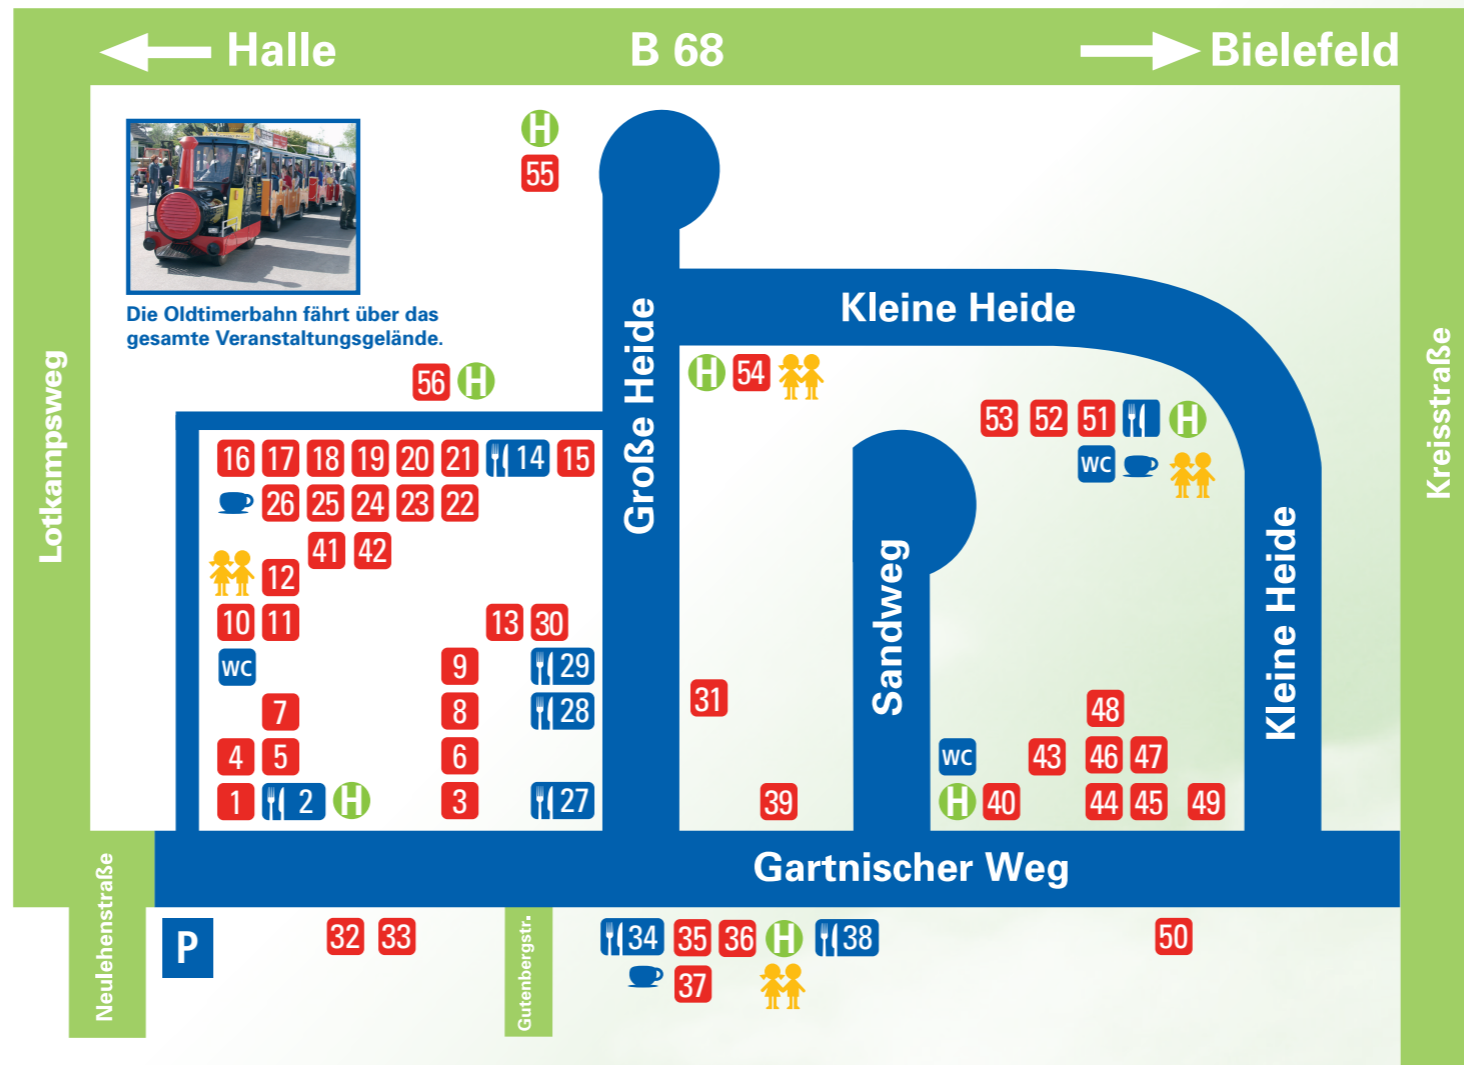 Halle
B 68
Bielefeld
H
55
Die Oldtimerbahn fährt über das
gesamte Veranstaltungsgelände.
Kleine Heide
Große Heide
Lotkampsweg
Kreisstraße
56 H
H 54
53 52 51 H
WC
16 17 18 19 20 21 14 15
26 25 24 23 22
41 42
12
10 11
13 30
WC
9
29
7
8
28
4 5
6
1 2 H
3
27
31
39
Sandweg
Kleine Heide
48
WC 43 46 47
H 40 44 45 49
Gartnischer Weg
Neulehenstraße
P
32 33
Gutenbergstr.
34 35 36 H 38
37
50